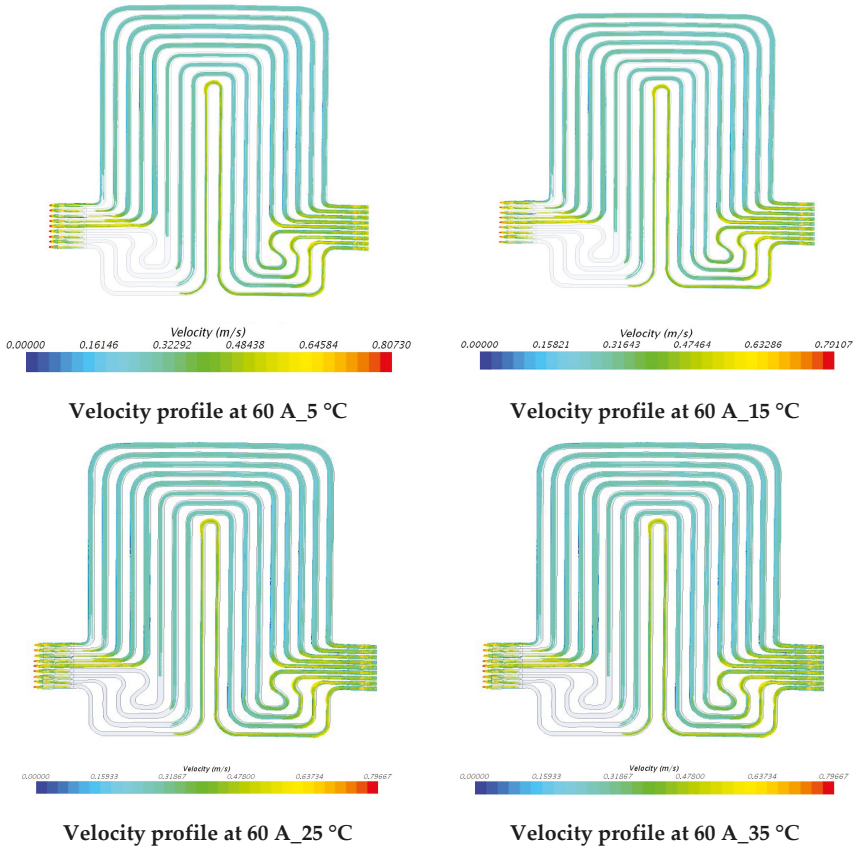 Velocity (m/s)
0.00000 0.16146 0.32292 0.48438 0.64584 0.80730
Velocity profile at 60 A_5 °C
Velocity (m/s)
0.00000 0.15821 0.31643 0.47464 0.63286 0.79107
Velocity profile at 60 A_15 °C
Velocity (m/s)
0.00000 0.15933 0.31867 0.47800 0.63734 0.79667
Velocity profile at 60 A_25 °C
Velocity (m/s)
0.00000 0.15933 0.31867 0.47800 0.63734 0.79667
Velocity profile at 60 A_35 °C